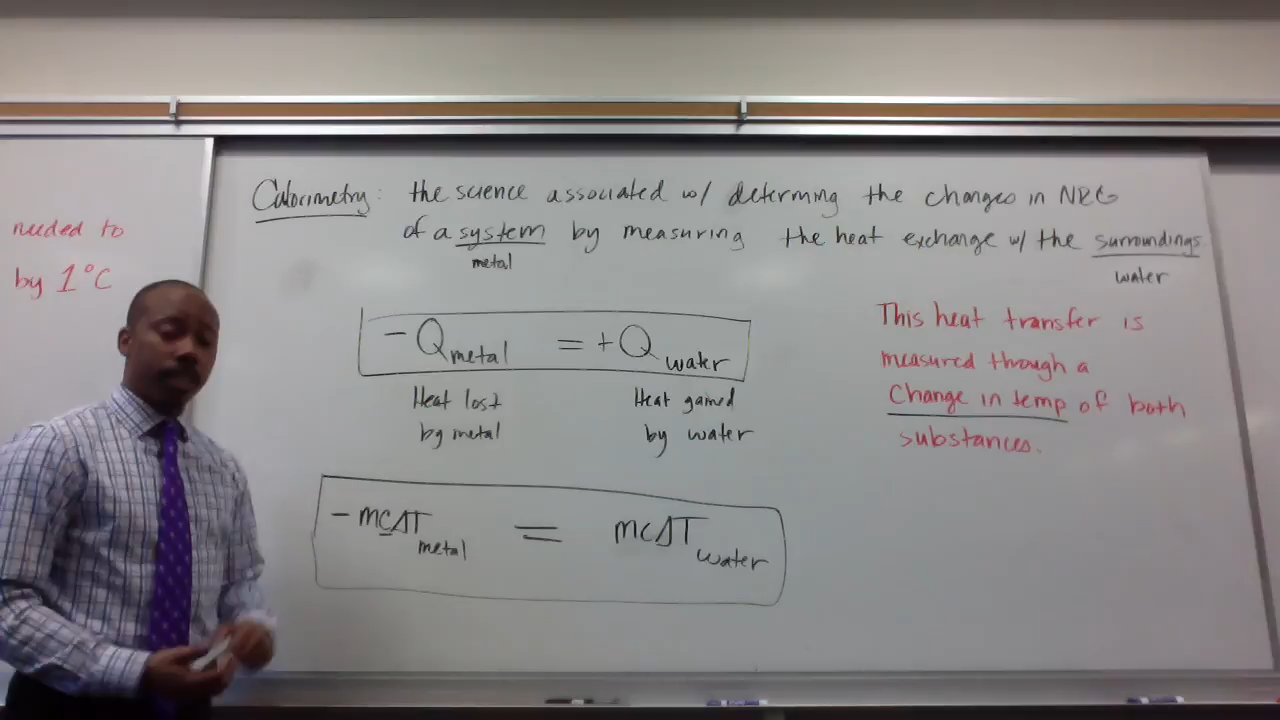 needed to
by 1°C
Calorimetry: the science associated w/ determing the changes in NRG
of a system by measuring the heat exchange w/ the surroundings
metal
water
- Q metal = + Q water
Heat lost
by metal
Heat gained
by water
- mcΔT metal = mcΔT water
This heat transfer is
measured through a
Change in temp of both
substances.